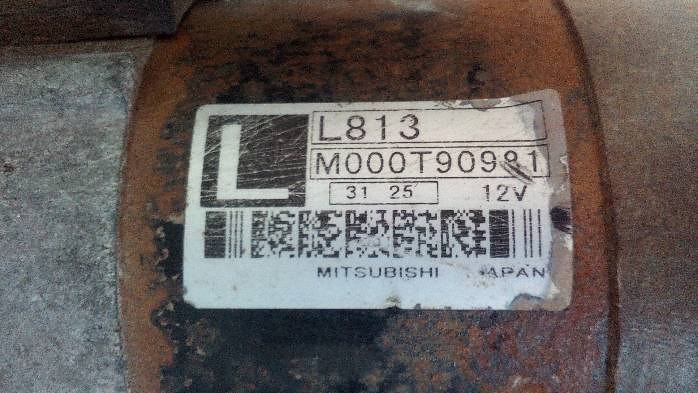 L
L813
M000T90981
31 25
12V
MITSUBISHI JAPAN